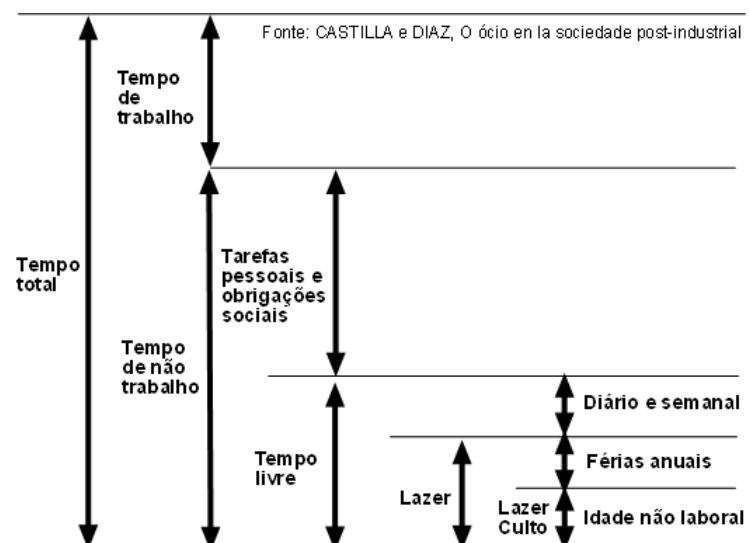 Fonte: CASTILLA e DIAZ, O ócio en la sociedade post-industrial
Tempo
de
trabalho
Tempo
total
Tarefas
pessoais e
obrigações
sociais
Tempo
de não
trabalho
Diário e semanal
Tempo
livre
Férias anuais
Lazer
Lazer
Culto
Idade não laboral